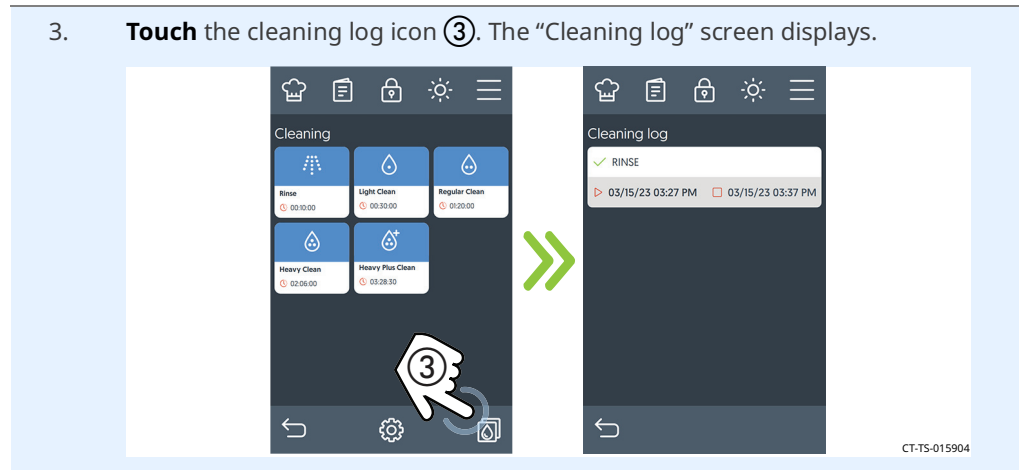 3. Touch the cleaning log icon ③. The “Cleaning log” screen displays.
Cleaning
Rinse
00:10:00
Light Clean
00:30:00
Regular Clean
01:20:00
Heavy Clean
02:06:00
Heavy Plus Clean
03:28:30
3
Cleaning log
RINSE
03/15/23 03:27 PM 03/15/23 03:37 PM
CT-TS-015904